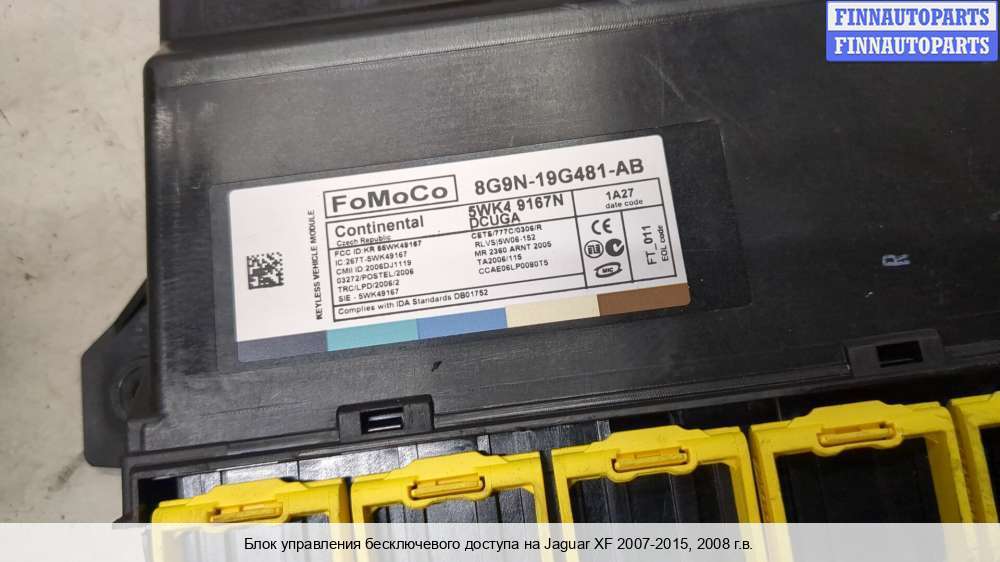 FINNAUTOPARTS
FINNAUTOPARTS
KEYLESS VEHICLE MODULE
FoMoCo
8G9N-19G481-AB
Continental
Czech Republic
5WK4 9167N
DCUGA
1A27
date code
FCC ID:KR 55WK49167
IC:267T-5WK49167
CMII ID:2006DJ1119
03272/POSTEL/2006
TRC/LPD/2006/2
SIE - 5WK49167
CETS/777C/0306/R
RLVS|5W06-152
MR 2360 ARNT 2005
TA2006/115
CCAE06LP0080T5
Complies with IDA Standards DB01752
CE
MIC
FT_011
EOL code
R
Блок управления бесключевого доступа на Jaguar XF 2007-2015, 2008 г.в.